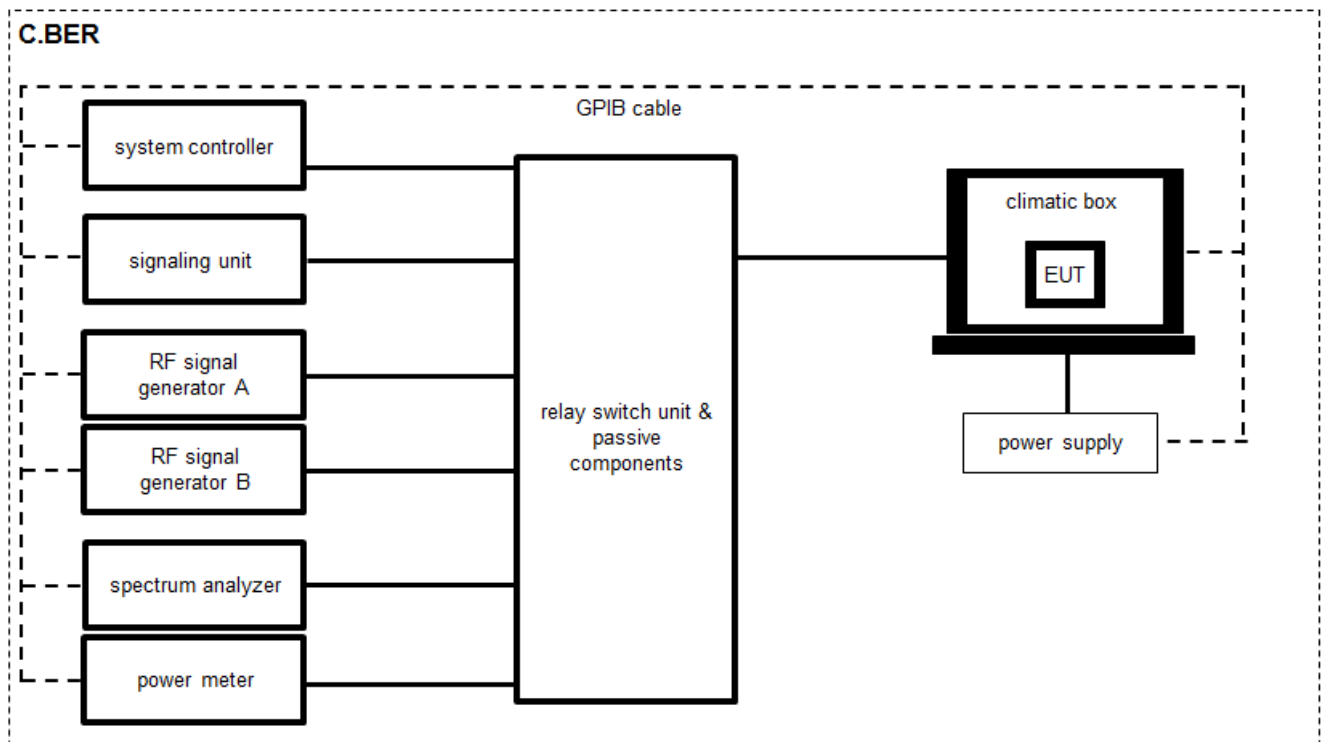 C.BER
GPIB cable
system controller
signaling unit
RF signal
generator A
RF signal
generator B
spectrum analyzer
power meter
relay switch unit &
passive
components
climatic box
EUT
power supply